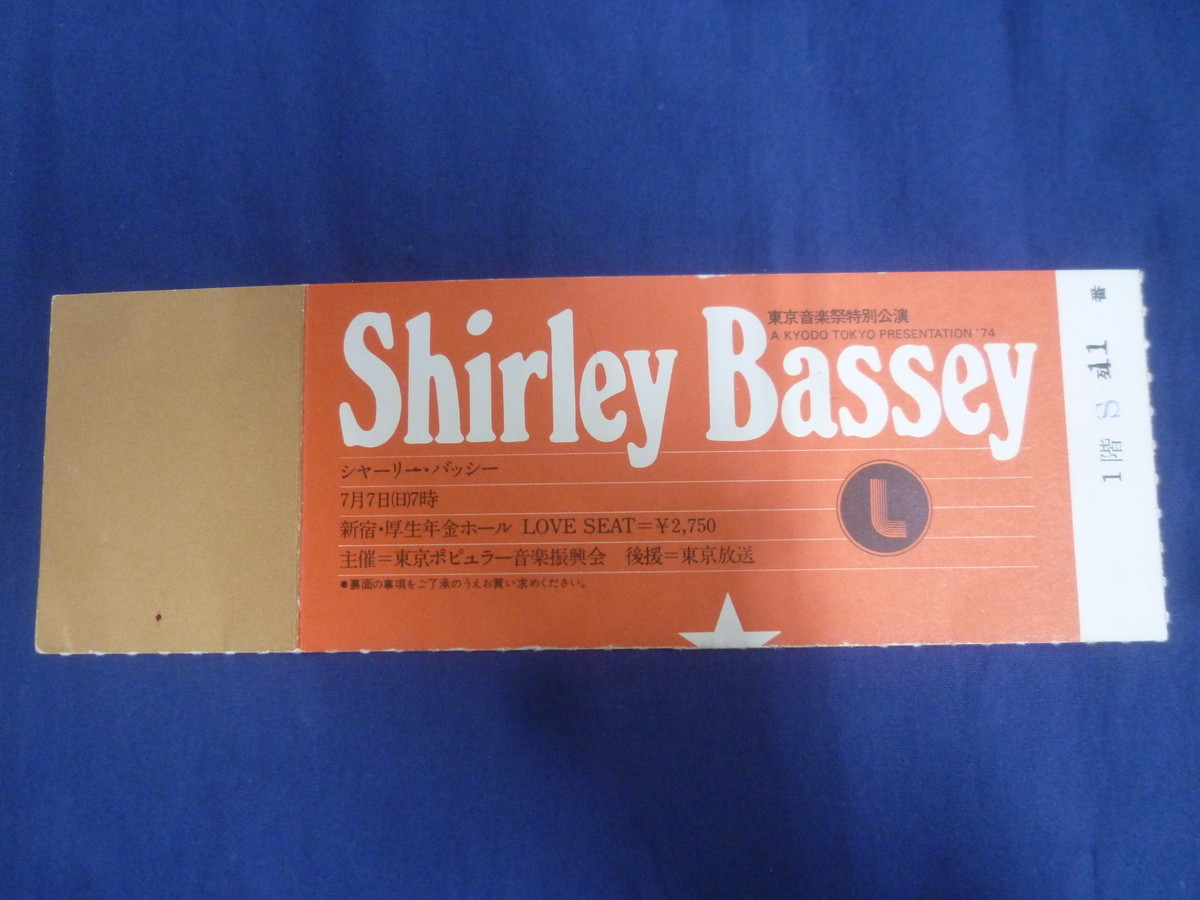 東京音楽祭特別公演
A KYODO TOKYO PRESENTATION '74
Shirley Bassey
シャーリー・バッシー
7月7日(日)7時
新宿・厚生年金ホール LOVE SEAT=¥2,750
主催=東京ポピュラー音楽振興会 後援=東京放送
●裏面の事項をご了承のうえお買い求めください。
L
1階 S 列 11 番